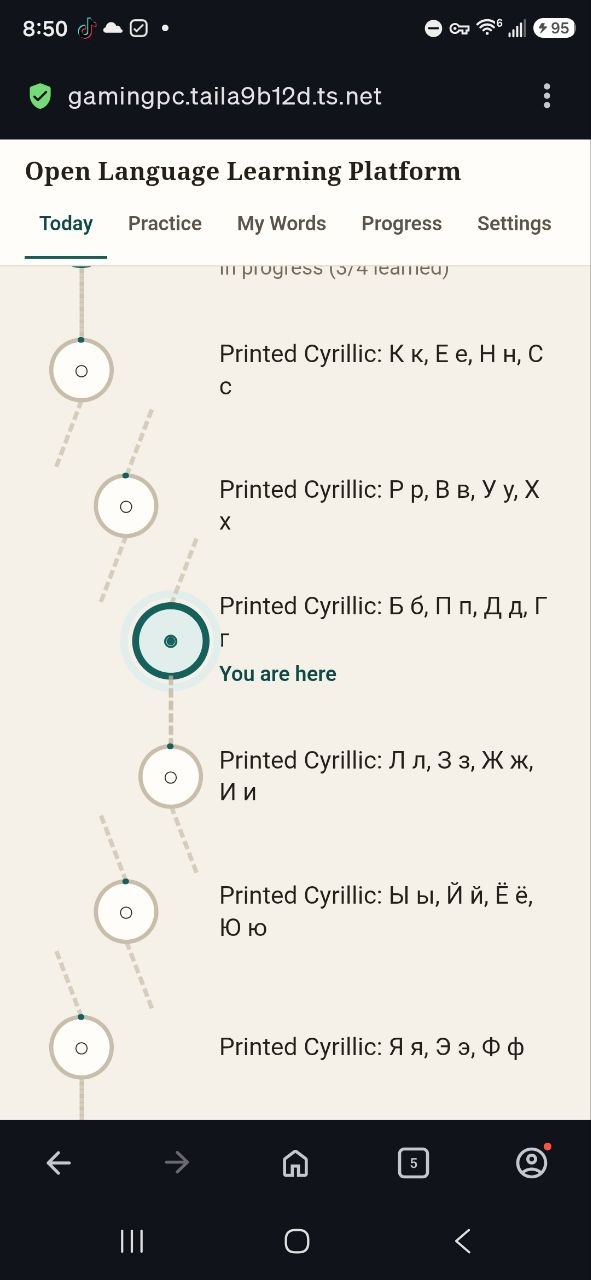 8:50
6
95
gamingpc.taila9b12d.ts.net
Open Language Learning Platform
Today Practice My Words Progress Settings
In progress (3/4 learned)
Printed Cyrillic: К к, Е е, Н н, С
с
Printed Cyrillic: Р р, В в, У у, Х
х
Printed Cyrillic: Б б, П п, Д д, Г
г
You are here
Printed Cyrillic: Л л, З з, Ж ж,
И и
Printed Cyrillic: Ы ы, Й й, Ё ё,
Ю ю
Printed Cyrillic: Я я, Э э, Ф ф
5